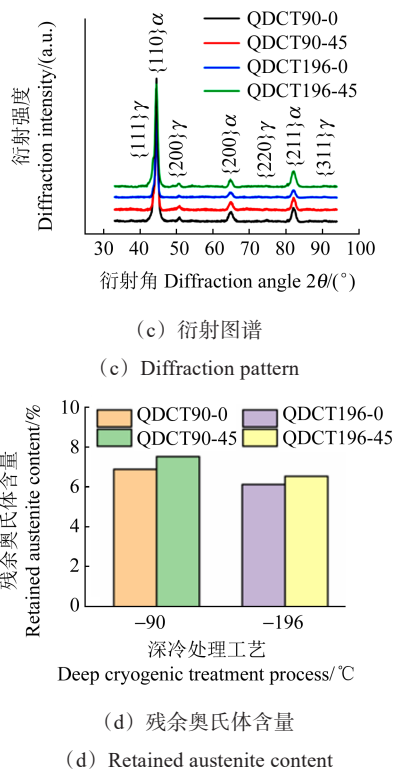 衍射强度
Diffraction intensity/(a.u.)
QDCT90-0
QDCT90-45
QDCT196-0
QDCT196-45
{111}γ
{110}α
{200}γ
{200}α
{220}γ
{211}α
{311}γ
30 40 50 60 70 80 90 100
衍射角 Diffraction angle 2θ/(°)
（c）衍射图谱
（c）Diffraction pattern
残余奥氏体含量
Retained austenite content/%
10
8
6
4
2
0
QDCT90-0 QDCT196-0
QDCT90-45 QDCT196-45
−90 −196
深冷处理工艺
Deep cryogenic treatment process/℃
（d）残余奥氏体含量
（d）Retained austenite content